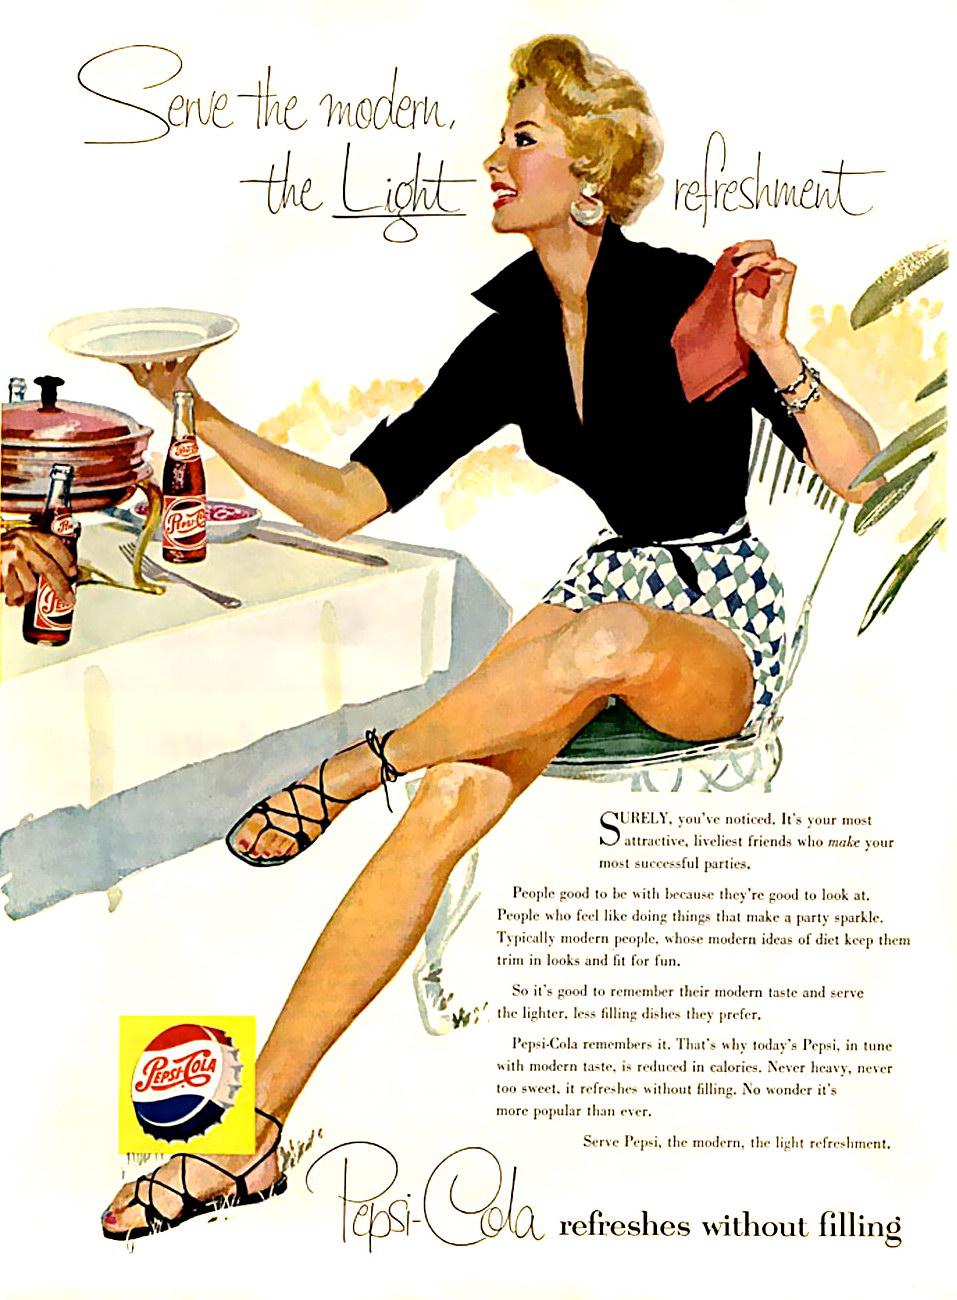 Serve the modern,
the Light refreshment
PEPSI-COLA
SURELY, you've noticed. It's your most
attractive, liveliest friends who make your
most successful parties.
People good to be with because they're good to look at.
People who feel like doing things that make a party sparkle.
Typically modern people, whose modern ideas of diet keep them
trim in looks and fit for fun.
So it's good to remember their modern taste and serve
the lighter, less filling dishes they prefer.
Pepsi-Cola remembers it. That's why today's Pepsi, in tune
with modern taste, is reduced in calories. Never heavy, never
too sweet, it refreshes without filling. No wonder it's
more popular than ever.
Serve Pepsi, the modern, the light refreshment.
PEPSI-COLA
Pepsi-Cola refreshes without filling